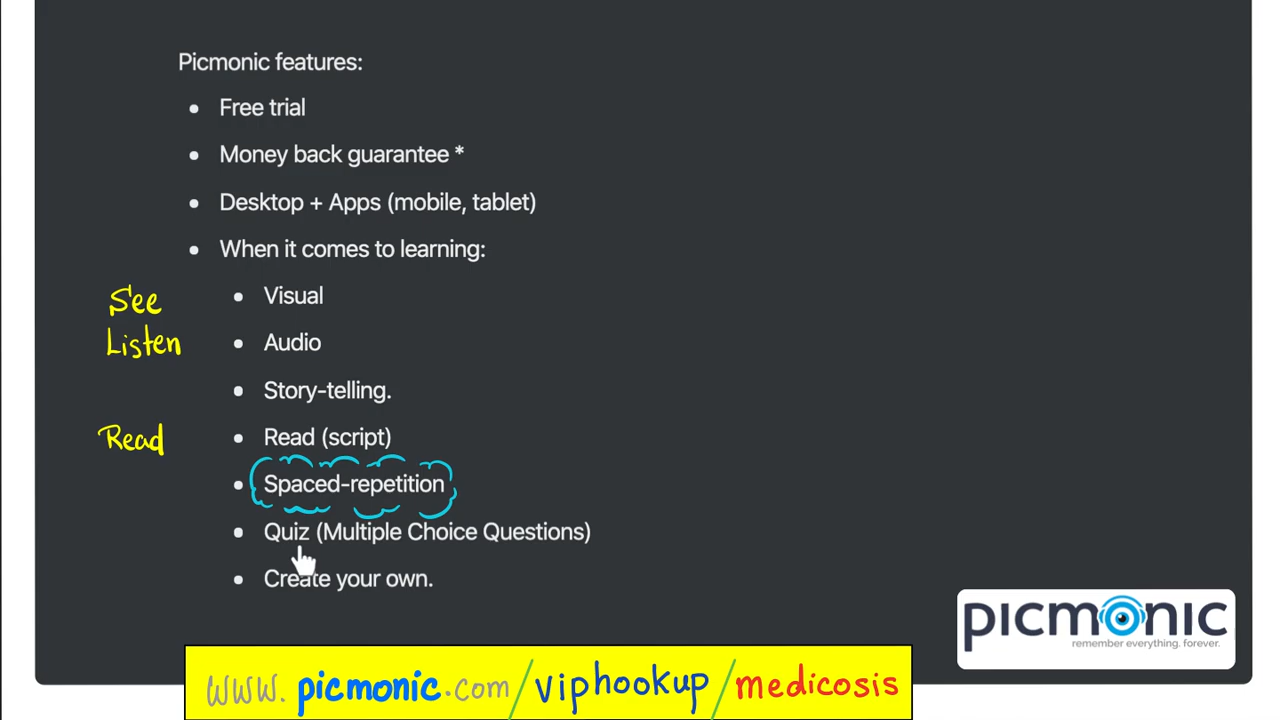 Picmonic features:
• Free trial
• Money back guarantee *
• Desktop + Apps (mobile, tablet)
• When it comes to learning:
See • Visual
Listen • Audio
• Story-telling.
Read • Read (script)
• Spaced-repetition
• Quiz (Multiple Choice Questions)
• Create your own.
picmonic
remember everything. forever.
www.picmonic.com/viphookup/medicosis